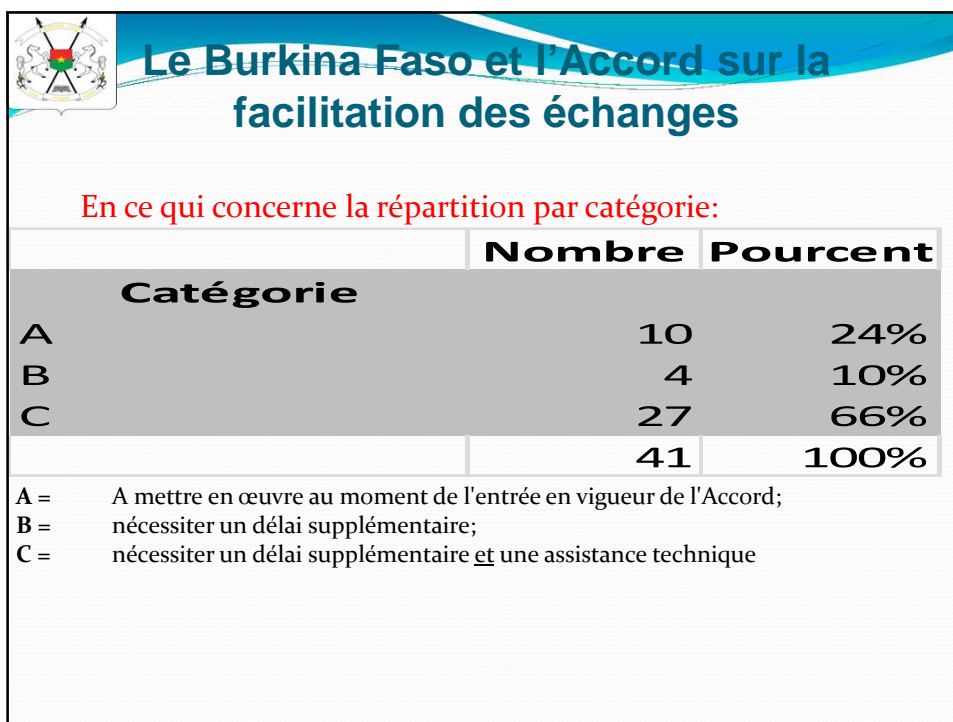 Le Burkina Faso et l’Accord sur la
facilitation des échanges
En ce qui concerne la répartition par catégorie:
Nombre Pourcent
Catégorie
A 10 24%
B 4 10%
C 27 66%
41 100%
A = A mettre en œuvre au moment de l'entrée en vigueur de l'Accord;
B = nécessiter un délai supplémentaire;
C = nécessiter un délai supplémentaire et une assistance technique